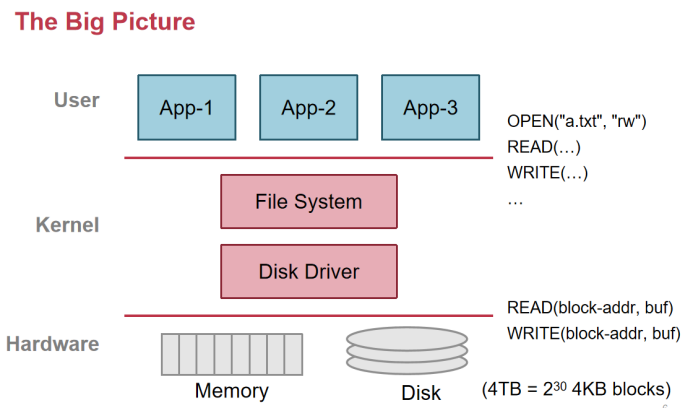 The Big Picture
User
App-1
App-2
App-3
OPEN("a.txt", "rw")
READ(…)
WRITE(…)
…
File System
Kernel
Disk Driver
READ(block-addr, buf)
WRITE(block-addr, buf)
Hardware
Memory
Disk
(4TB = 2³⁰ 4KB blocks)